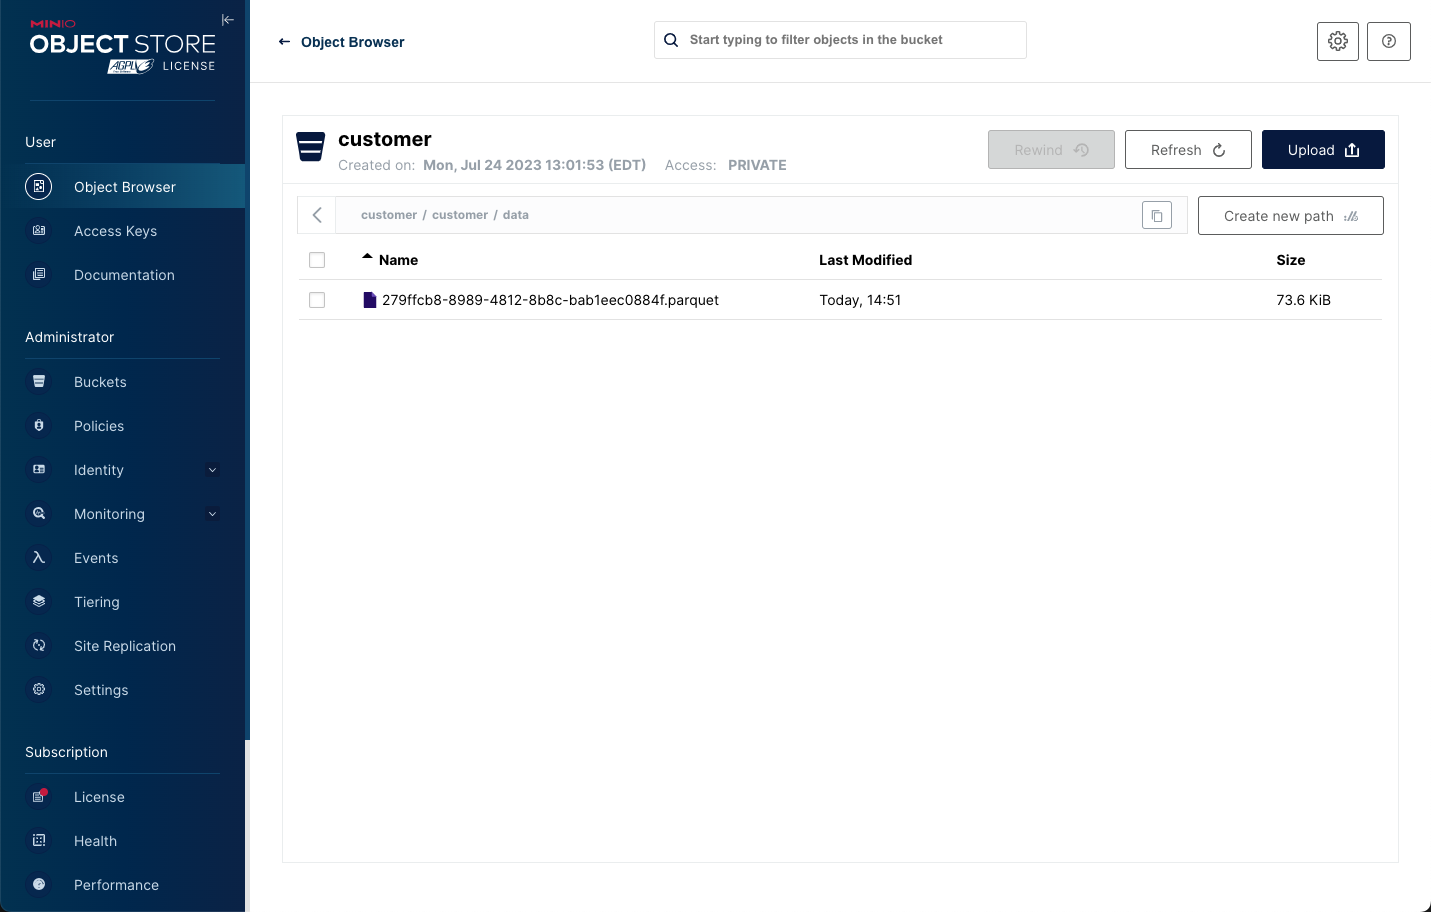 MINIO
OBJECT STORE
AGPLv3 LICENSE
User
Object Browser
Access Keys
Documentation
Administrator
Buckets
Policies
Identity
Monitoring
Events
Tiering
Site Replication
Settings
Subscription
License
Health
Performance
← Object Browser
Start typing to filter objects in the bucket
customer
Created on: Mon, Jul 24 2023 13:01:53 (EDT) Access: PRIVATE
Rewind
Refresh
Upload
customer / customer / data
Create new path
Name Last Modified Size
279ffcb8-8989-4812-8b8c-bab1eec0884f.parquet Today, 14:51 73.6 KiB